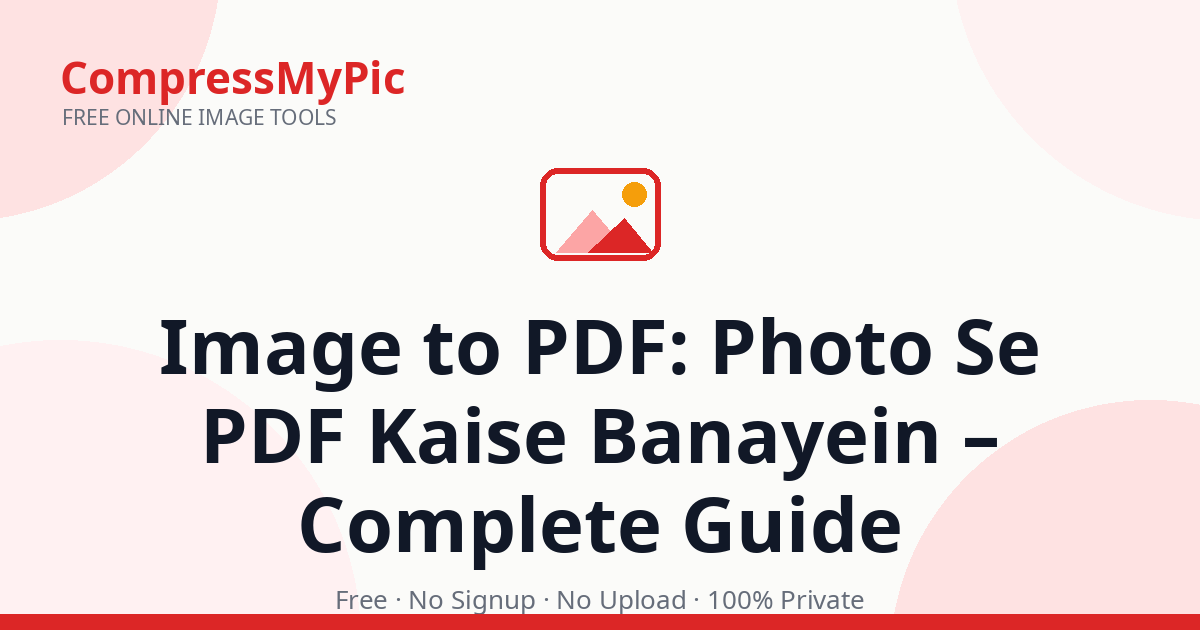 CompressMyPic
FREE ONLINE IMAGE TOOLS
Image to PDF: Photo Se
PDF Kaise Banayein –
Complete Guide
Free · No Signup · No Upload · 100% Private